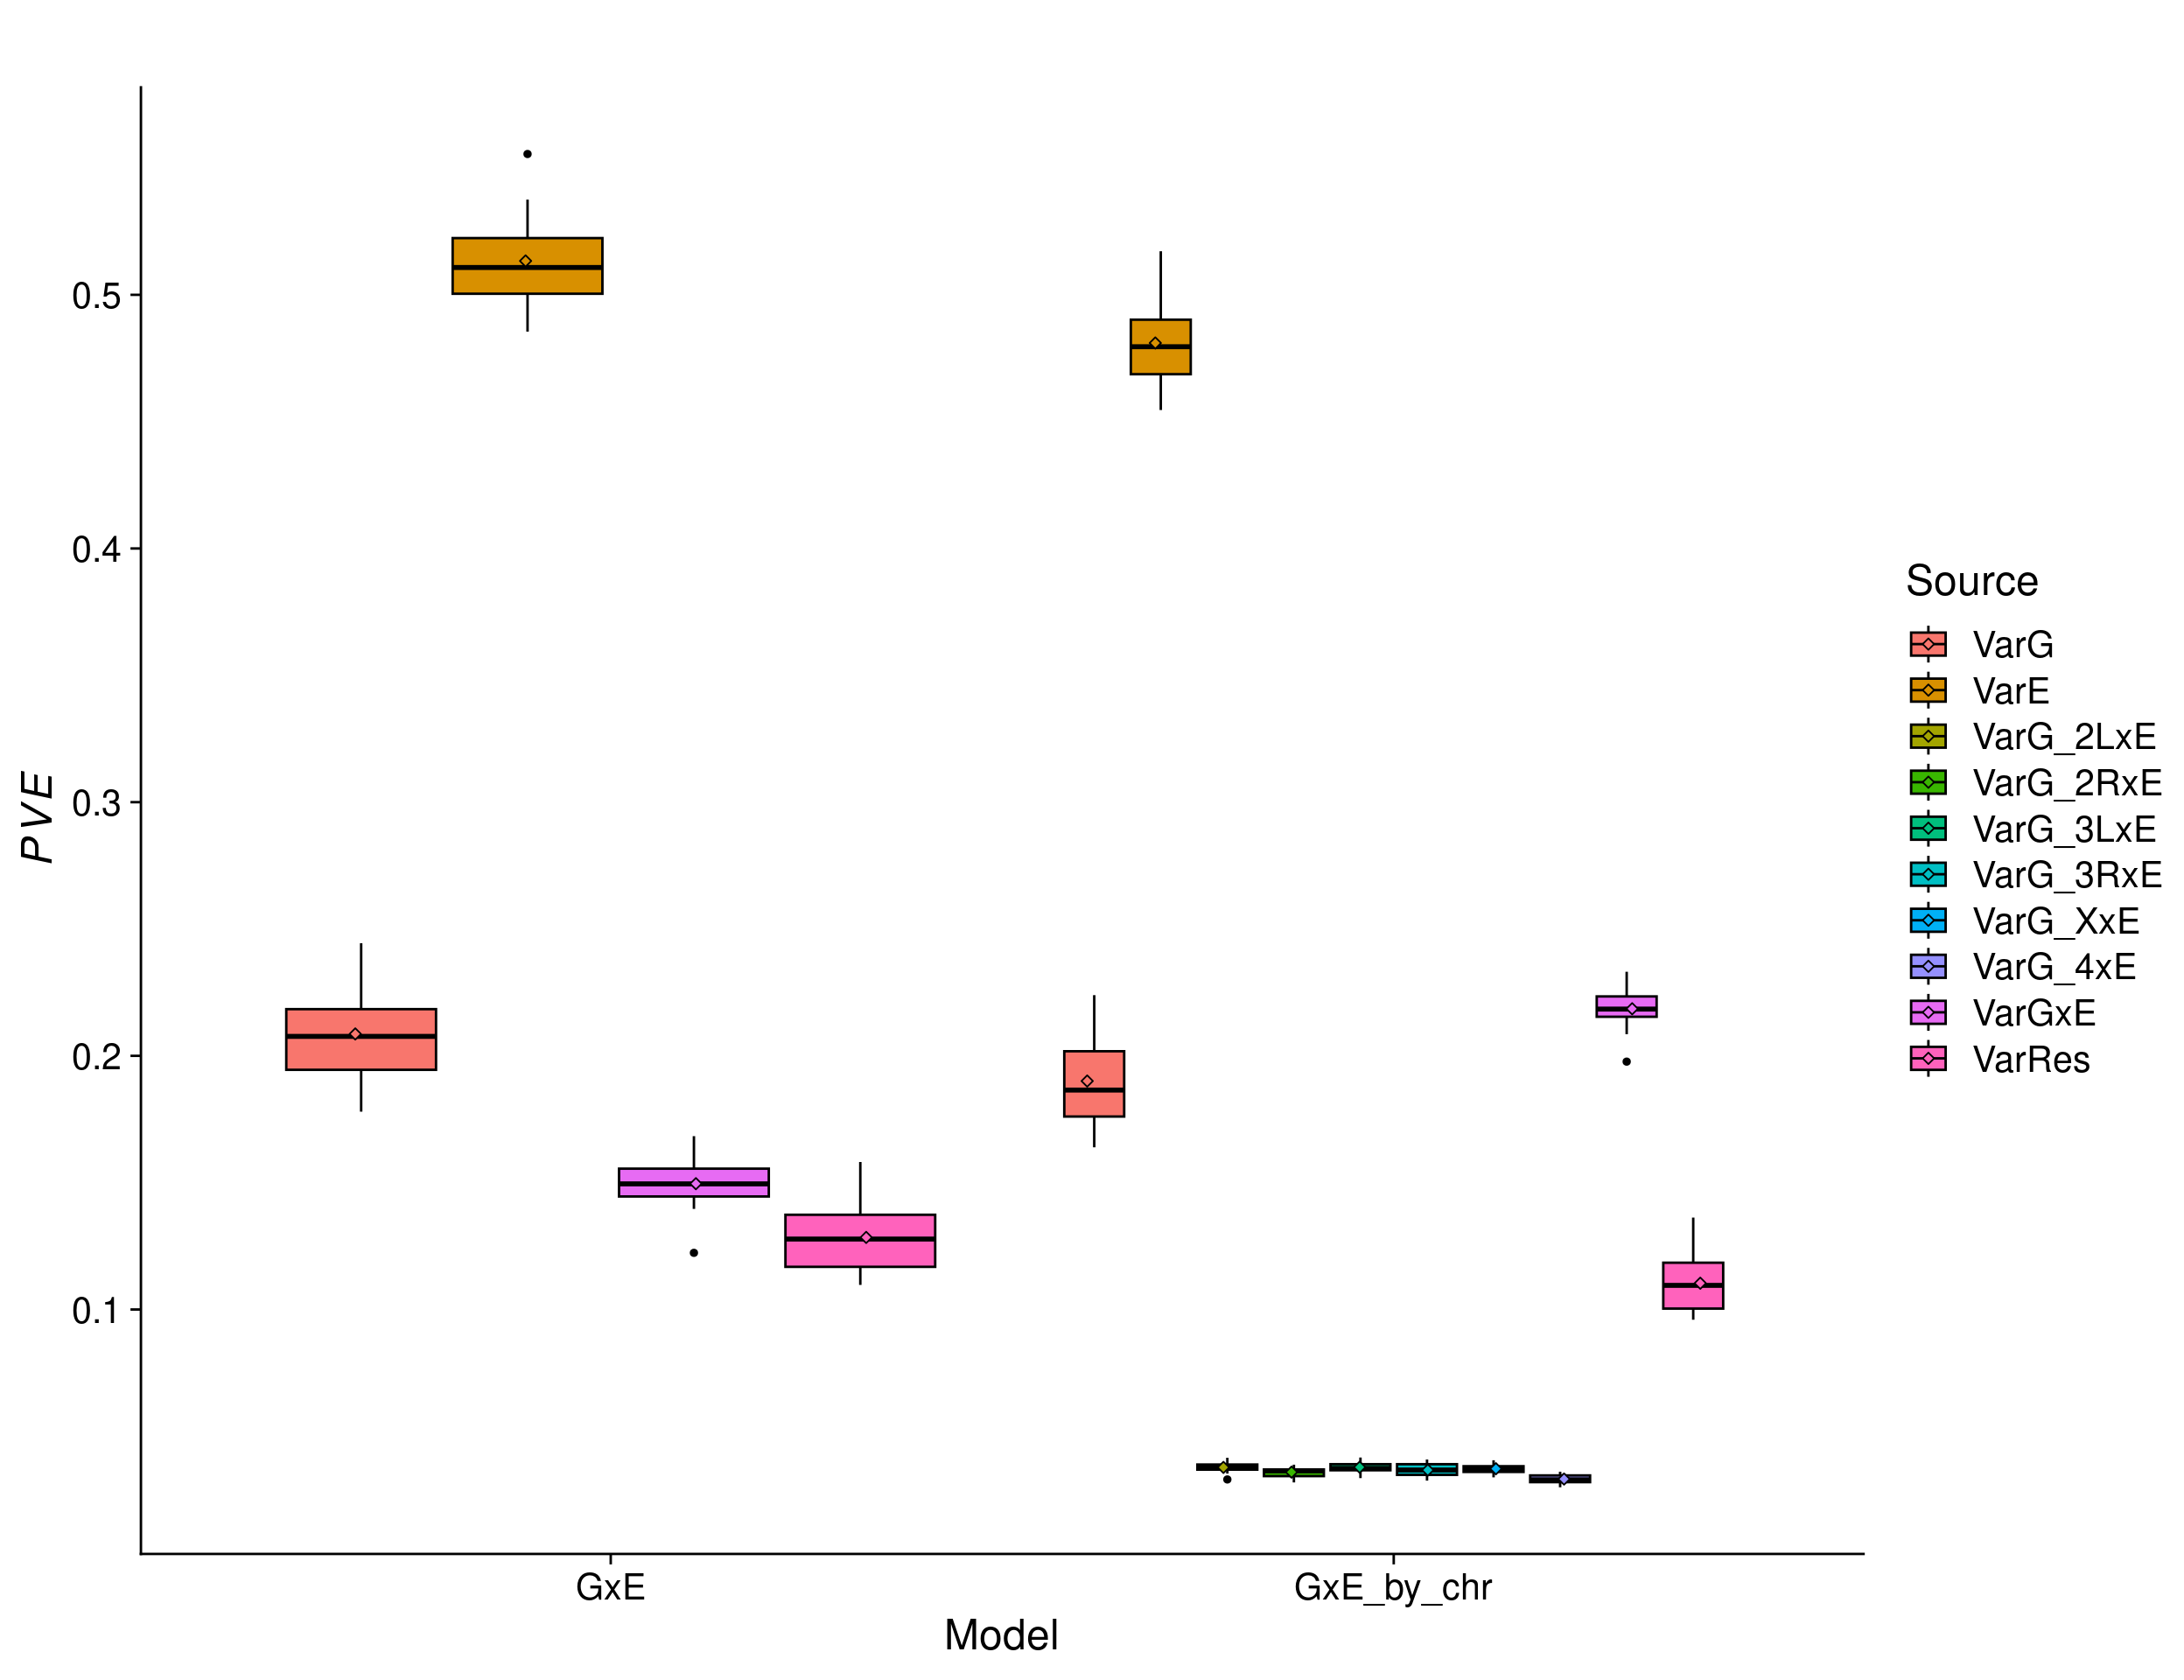 PVE
0.5
0.4
0.3
0.2
0.1
GxE
GxE_by_chr
Model
Source
VarG
VarE
VarG_2LxE
VarG_2RxE
VarG_3LxE
VarG_3RxE
VarG_XxE
VarG_4xE
VarGxE
VarRes